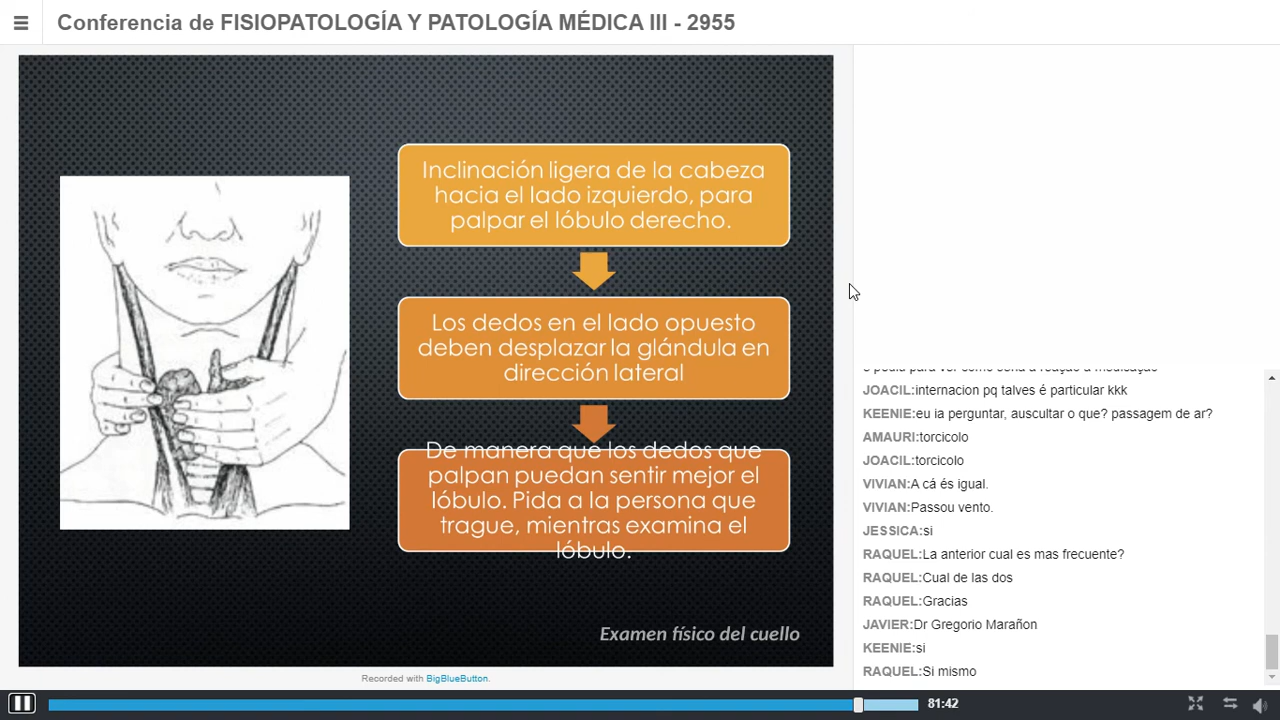 Conferencia de FISIOPATOLOGÍA Y PATOLOGÍA MÉDICA III - 2955
Inclinación ligera de la cabeza
hacia el lado izquierdo, para
palpar el lóbulo derecho.
Los dedos en el lado opuesto
deben desplazar la glándula en
dirección lateral
De manera que los dedos que
palpan puedan sentir mejor el
lóbulo. Pida a la persona que
trague, mientras examina el
lóbulo.
Examen físico del cuello
Recorded with BigBlueButton.
JOACIL:internacion pq talves é particular kkk
KEENIE:eu ia perguntar, auscultar o que? passagem de ar?
AMAURI:torcicolo
JOACIL:torcicolo
VIVIAN:A cá és igual.
VIVIAN:Passou vento.
JESSICA:si
RAQUEL:La anterior cual es mas frecuente?
RAQUEL:Cual de las dos
RAQUEL:Gracias
JAVIER:Dr Gregorio Marañon
KEENIE:si
RAQUEL:Si mismo
81:42